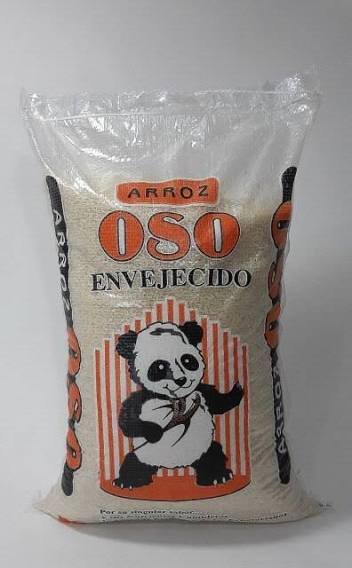 ARROZ
OSO
ENVEJECIDO
ARROZ
OSO
ARROZ
OSO
Por su singular sabor...